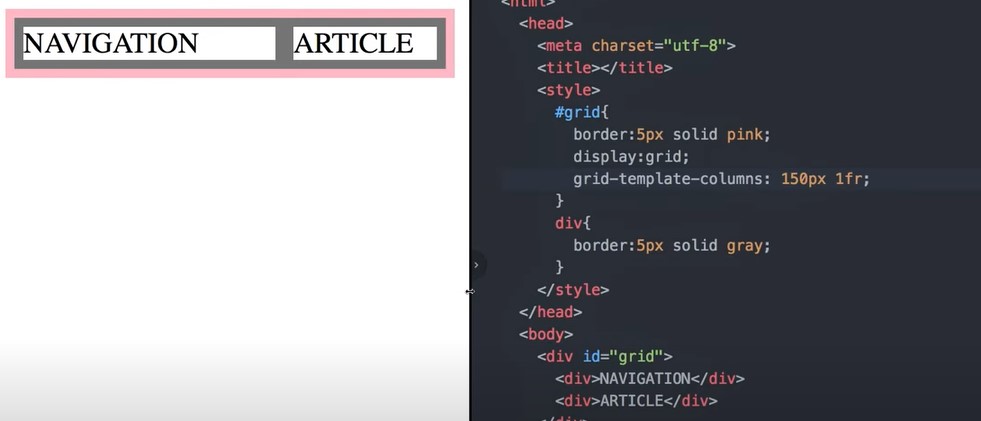 NAVIGATION ARTICLE
<html>
<head>
<meta charset="utf-8">
<title></title>
<style>
#grid{
border:5px solid pink;
display:grid;
grid-template-columns: 150px 1fr;
}
div{
border:5px solid gray;
}
</style>
</head>
<body>
<div id="grid">
<div>NAVIGATION</div>
<div>ARTICLE</div>
</div>